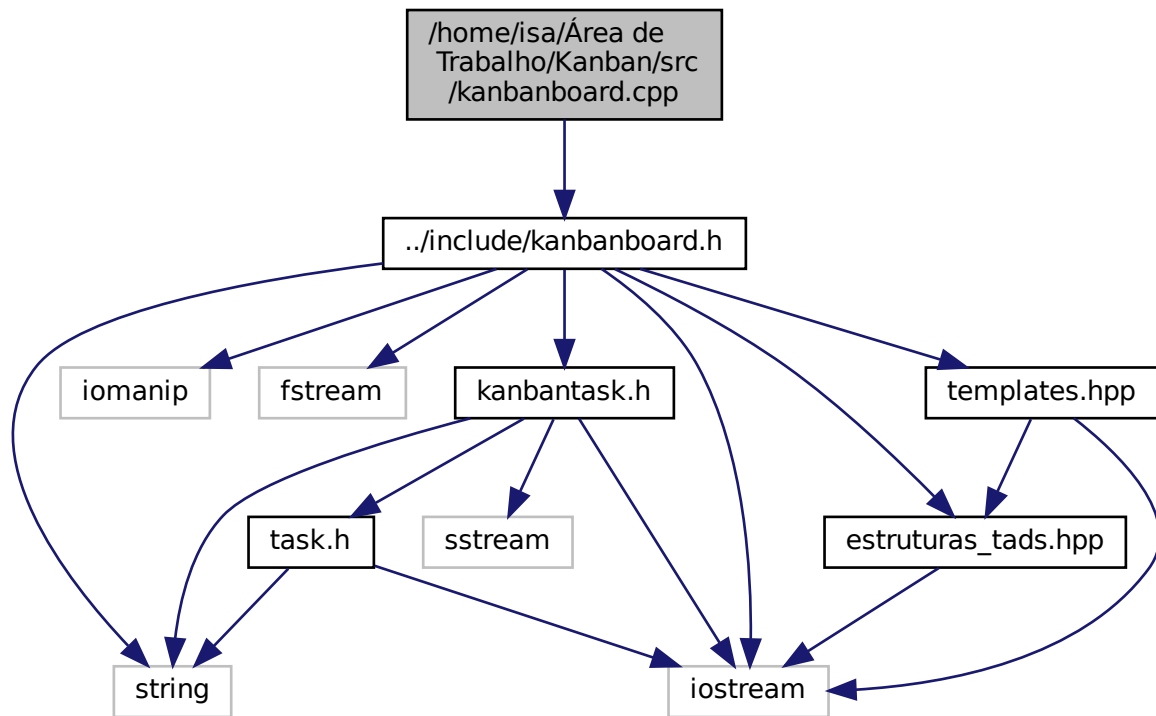 /home/isa/Área de
Trabalho/Kanban/src
/kanbanboard.cpp
../include/kanbanboard.h
iomanip
fstream
kanbantask.h
templates.hpp
task.h
sstream
estruturas_tads.hpp
string
iostream